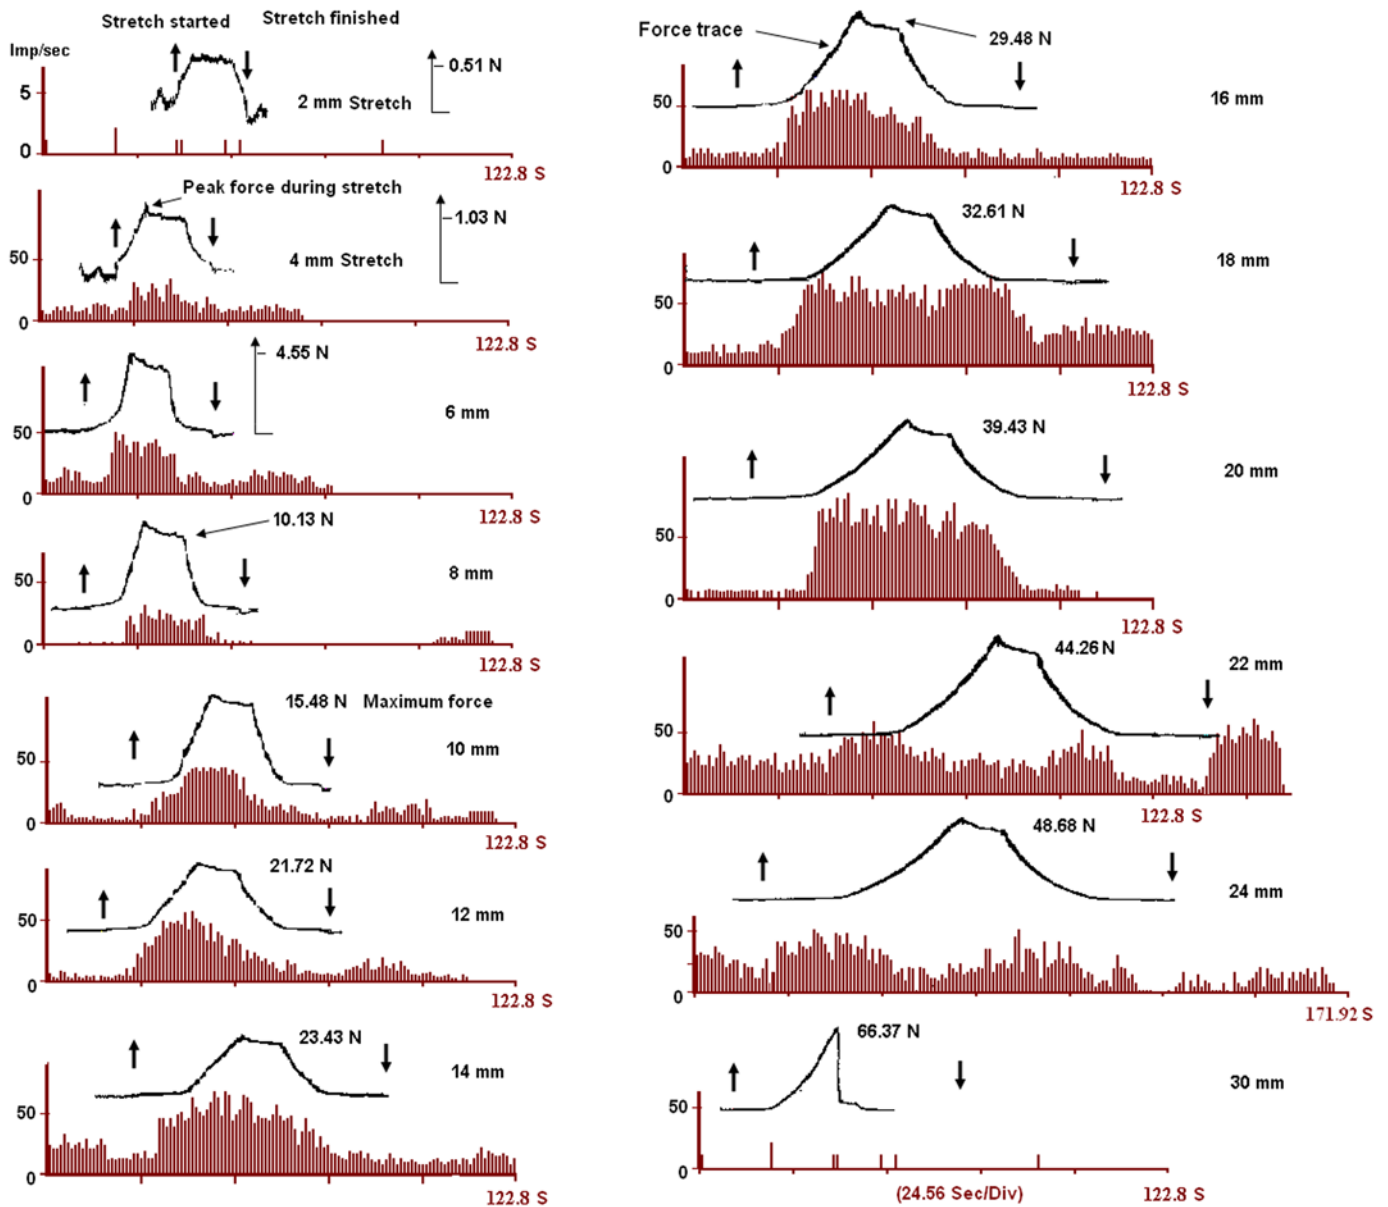 Stretch started
Stretch finished
Imp/sec
5
0
0.51 N
2 mm Stretch
122.8 S
Peak force during stretch
1.03 N
50
4 mm Stretch
0
122.8 S
4.55 N
50
6 mm
0
122.8 S
10.13 N
50
8 mm
0
122.8 S
15.48 N Maximum force
50
10 mm
0
122.8 S
21.72 N
50
12 mm
0
122.8 S
23.43 N
50
14 mm
0
122.8 S
Force trace
29.48 N
50
16 mm
0
122.8 S
32.61 N
50
18 mm
0
122.8 S
39.43 N
50
20 mm
0
122.8 S
44.26 N
50
22 mm
0
122.8 S
48.68 N
50
24 mm
0
171.92 S
66.37 N
50
30 mm
0
(24.56 Sec/Div)
122.8 S